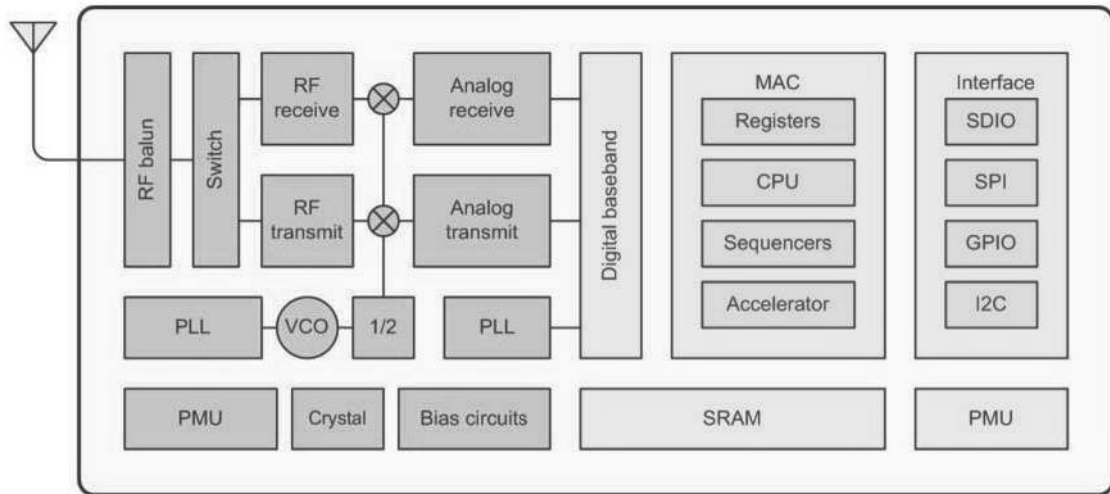 RF balun
Switch
RF
receive
Analog
receive
RF
transmit
Analog
transmit
Digital baseband
MAC
Registers
CPU
Sequencers
Accelerator
Interface
SDIO
SPI
GPIO
I2C
PLL
VCO
1/2
PLL
PMU
Crystal
Bias circuits
SRAM
PMU